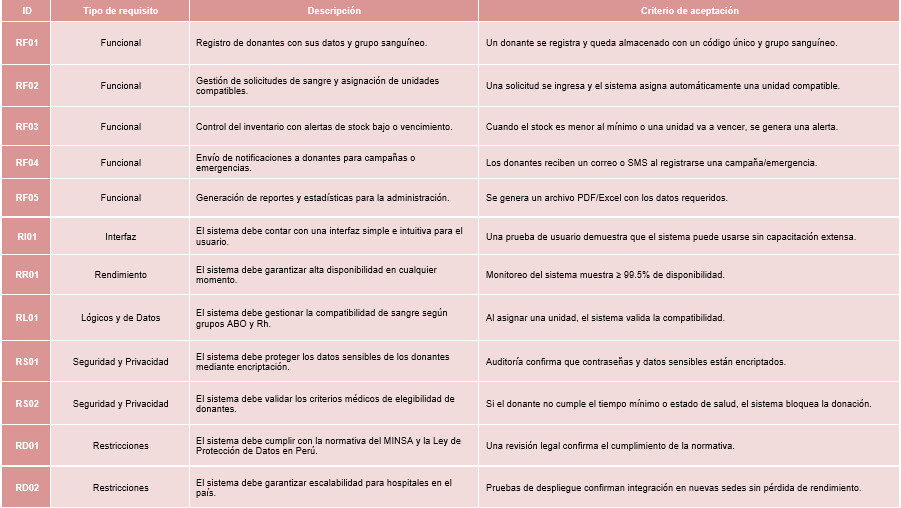 ID Tipo de requisito Descripción Criterio de aceptación
RF01 Funcional Registro de donantes con sus datos y grupo sanguíneo. Un donante se registra y queda almacenado con un código único y grupo sanguíneo.
RF02 Funcional Gestión de solicitudes de sangre y asignación de unidades
compatibles. Una solicitud se ingresa y el sistema asigna automáticamente una unidad compatible.
RF03 Funcional Control del inventario con alertas de stock bajo o vencimiento. Cuando el stock es menor al mínimo o una unidad va a vencer, se genera una alerta.
RF04 Funcional Envío de notificaciones a donantes para campañas o
emergencias. Los donantes reciben un correo o SMS al registrarse una campaña/emergencia.
RF05 Funcional Generación de reportes y estadísticas para la administración. Se genera un archivo PDF/Excel con los datos requeridos.
RI01 Interfaz El sistema debe contar con una interfaz simple e intuitiva para el
usuario. Una prueba de usuario demuestra que el sistema puede usarse sin capacitación extensa.
RR01 Rendimiento El sistema debe garantizar alta disponibilidad en cualquier
momento. Monitoreo del sistema muestra ≥ 99.5% de disponibilidad.
RL01 Lógicos y de Datos El sistema debe gestionar la compatibilidad de sangre según
grupos ABO y Rh. Al asignar una unidad, el sistema valida la compatibilidad.
RS01 Seguridad y Privacidad El sistema debe proteger los datos sensibles de los donantes
mediante encriptación. Auditoría confirma que contraseñas y datos sensibles están encriptados.
RS02 Seguridad y Privacidad El sistema debe validar los criterios médicos de elegibilidad de
donantes. Si el donante no cumple el tiempo mínimo o estado de salud, el sistema bloquea la donación.
RD01 Restricciones El sistema debe cumplir con la normativa del MINSA y la Ley de
Protección de Datos en Perú. Una revisión legal confirma el cumplimiento de la normativa.
RD02 Restricciones El sistema debe garantizar escalabilidad para hospitales en el
país. Pruebas de despliegue confirman integración en nuevas sedes sin pérdida de rendimiento.